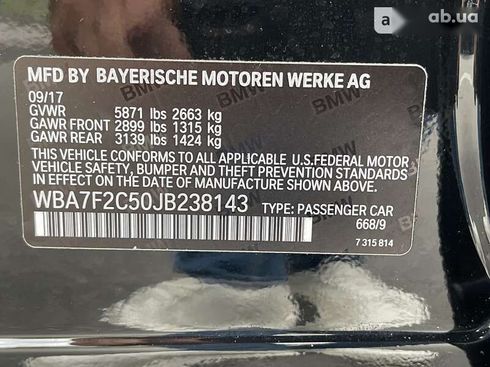 a ab.ua
MFD BY BAYERISCHE MOTOREN WERKE AG
09/17
GVWR 5871 lbs 2663 kg
GAWR FRONT 2899 lbs 1315 kg
GAWR REAR 3139 lbs 1424 kg
THIS VEHICLE CONFORMS TO ALL APPLICABLE U.S.FEDERAL MOTOR
VEHICLE SAFETY, BUMPER AND THEFT PREVENTION STANDARDS
IN EFFECT ON THE DATE OF MANUFACTURE SHOWN ABOVE.
WBA7F2C50JB238143 TYPE: PASSENGER CAR
668/9
7 315 814